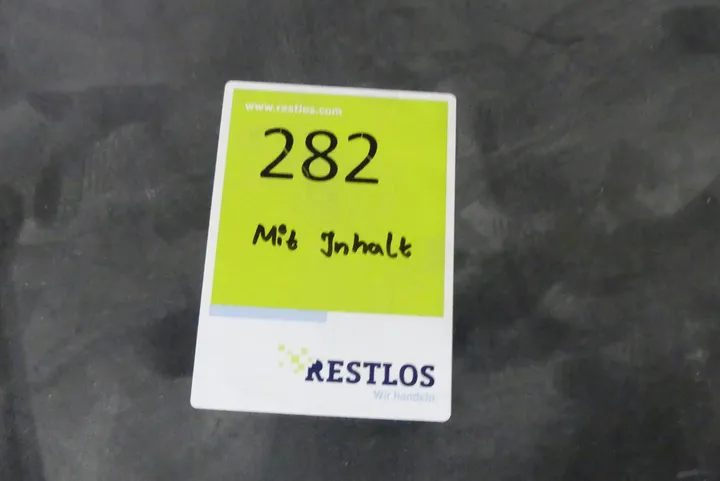 www.restlos.com
282
Mit Inhalt
RESTLOS
Wir handeln